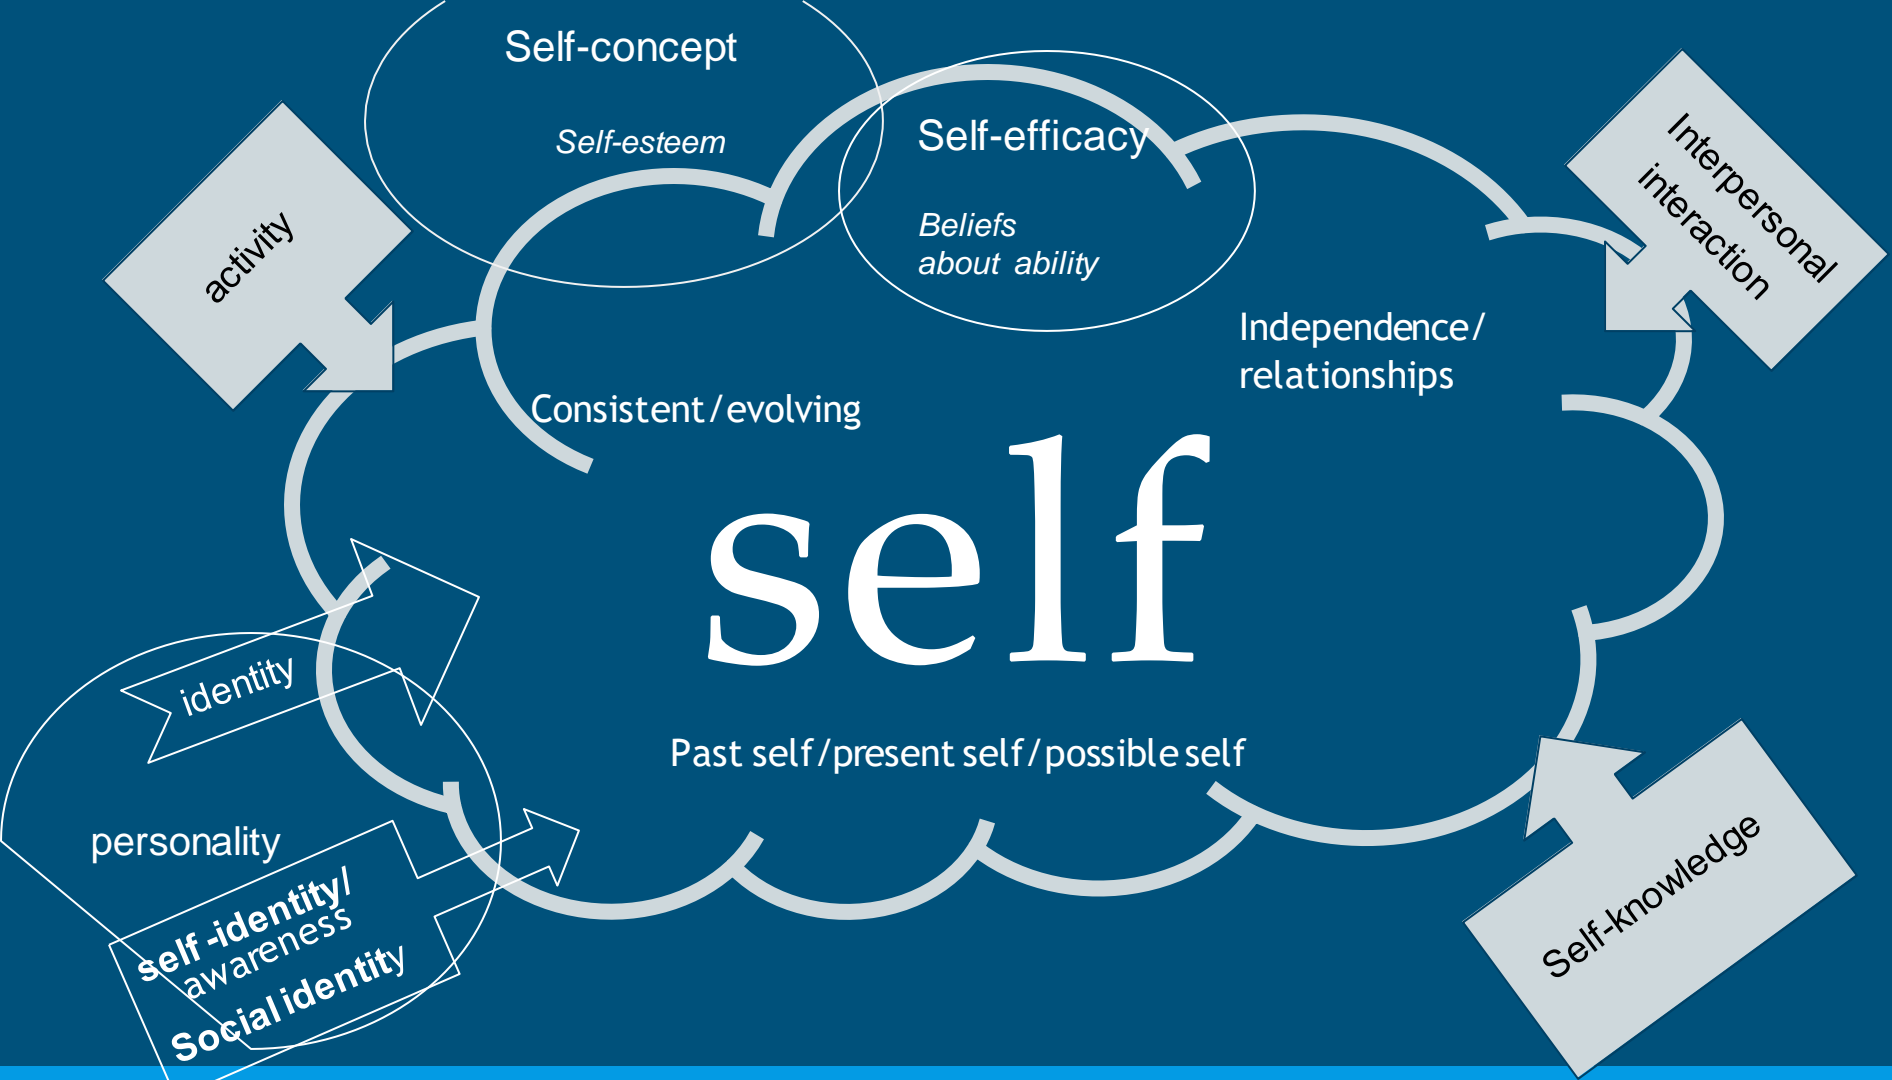 Self-concept
Self-esteem
Self-efficacy
Beliefs
about ability
activity
Interpersonal
interaction
Independence/
relationships
Consistent/evolving
self
identity
Past self/present self/possible self
personality
self-identity/
awareness
Social identity
Self-knowledge